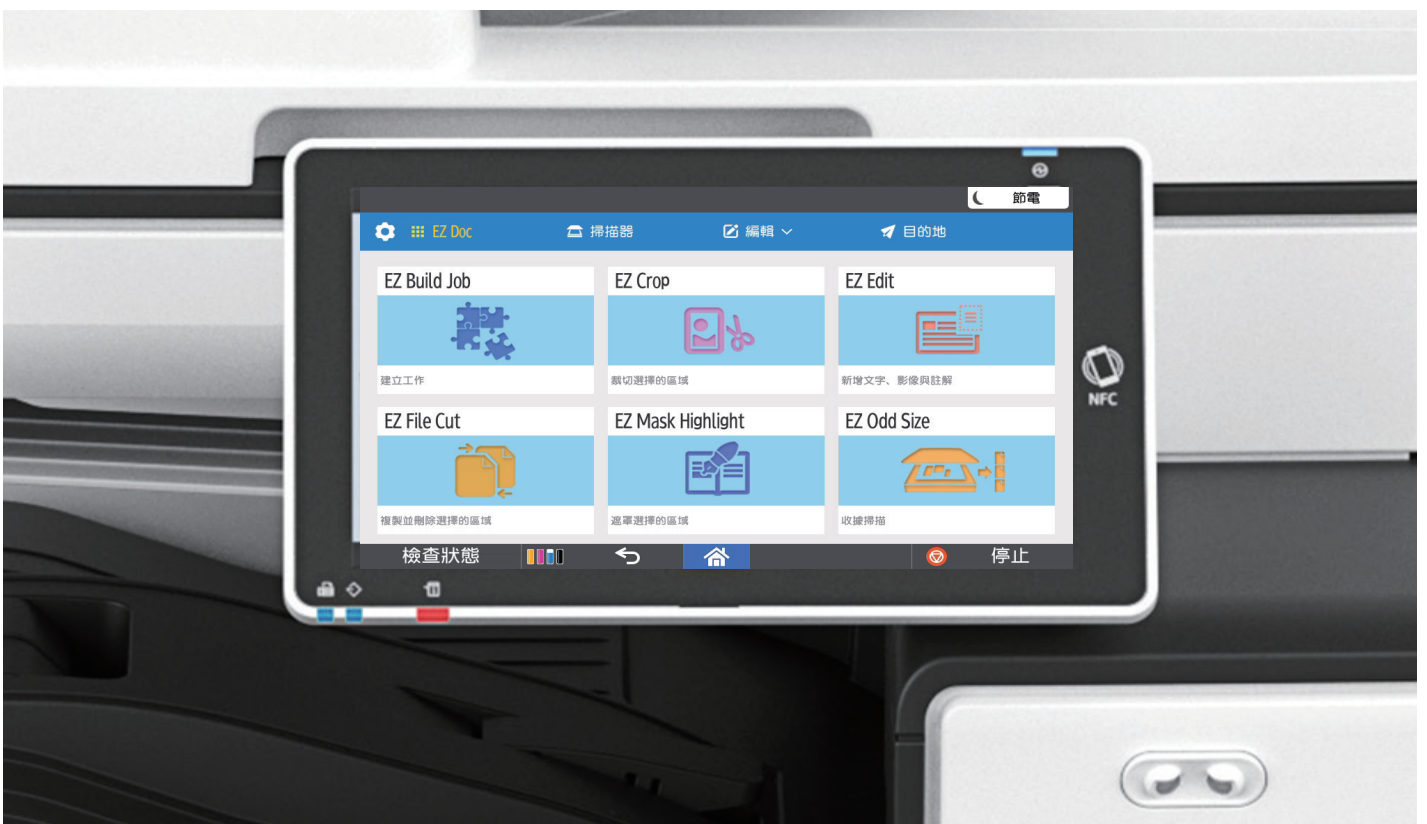 節電
EZ Doc 掃描器 編輯 目的地
EZ Build Job EZ Crop EZ Edit
建立工作 裁切選擇的區域 新增文字、影像與註解
EZ File Cut EZ Mask Highlight EZ Odd Size
複製並刪除選擇的區域 遮罩選擇的區域 收據掃描
檢查狀態 停止
NFC